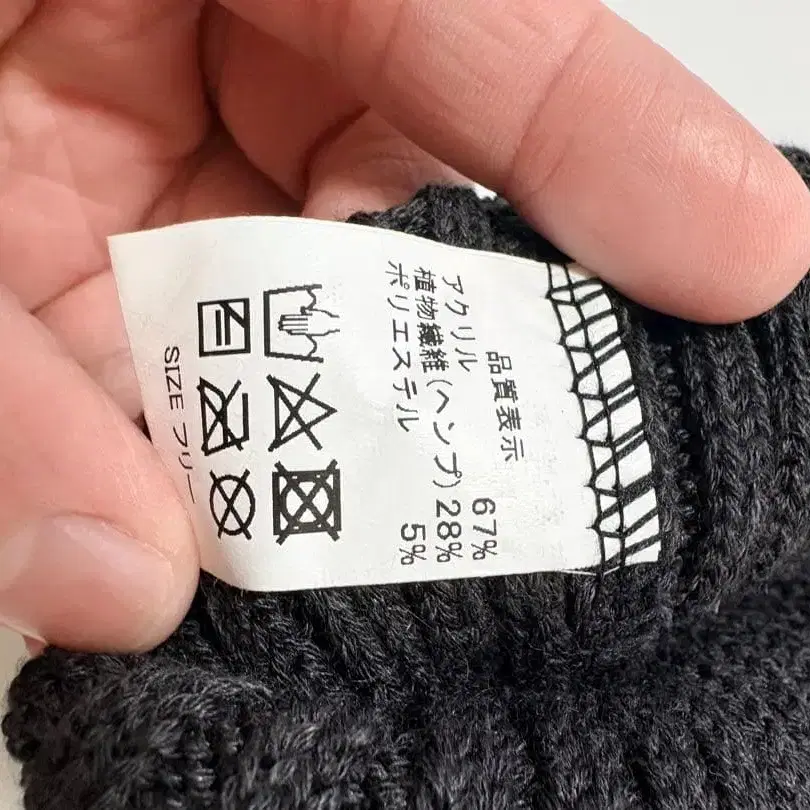 品質表示
アクリル 67%
植物繊維(ヘンプ)28%
ポリエステル 5%
SIZE フリー